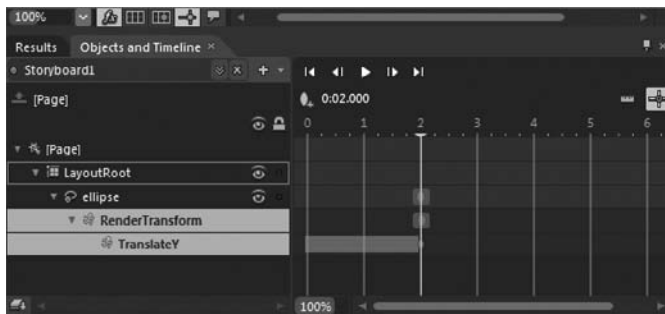 100%
Results Objects and Timeline ×
Storyboard1
[Page]
0:02.000
0 1 2 3 4 5 6
[Page]
LayoutRoot
ellipse
RenderTransform
TranslateY
100%